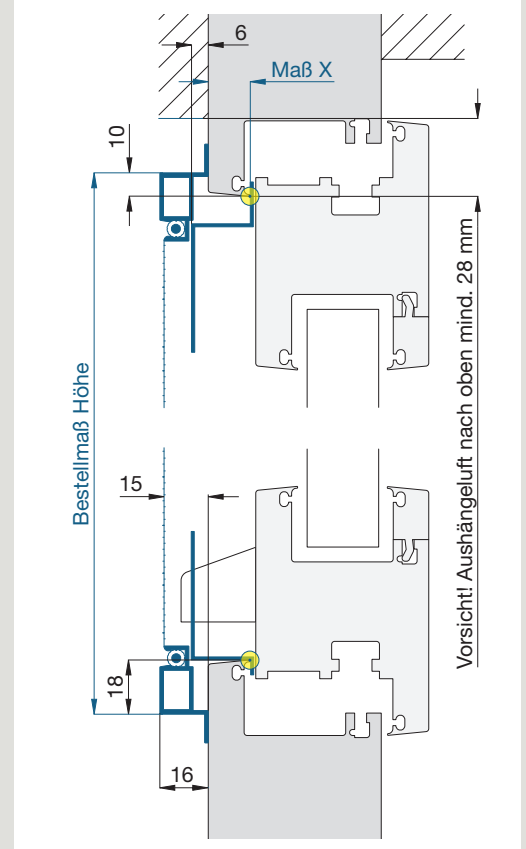 6
Maß X
10
Vorsicht! Aushängeluft nach oben mind. 28 mm
Bestellmaß Höhe
15
18
16